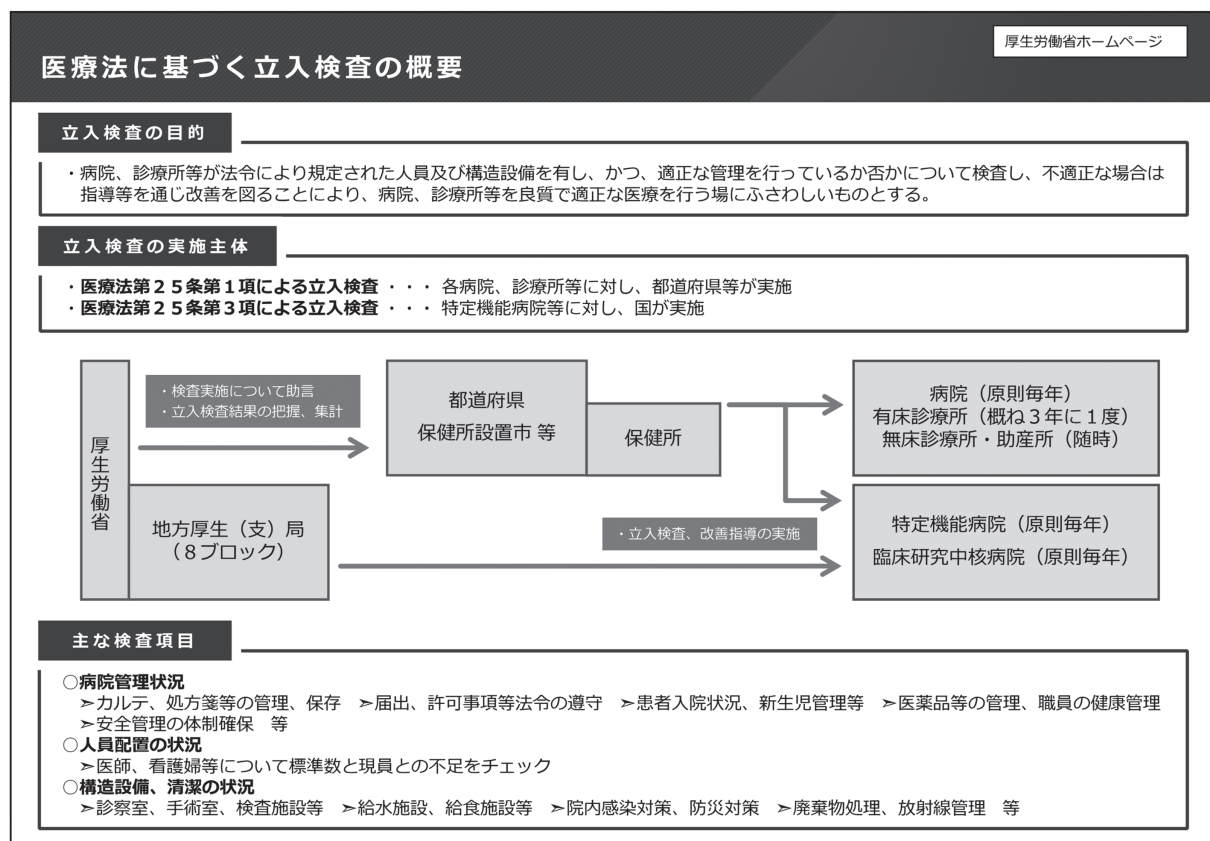 厚生労働省ホームページ
医療法に基づく立入検査の概要
立入検査の目的
・病院、診療所等が法令により規定された人員及び構造設備を有し、かつ、適正な管理を行っているか否かについて検査し、不適正な場合は
指導等を通じ改善を図ることにより、病院、診療所等を良質で適正な医療を行う場にふさわしいものとする。
立入検査の実施主体
・医療法第２５条第１項による立入検査 ・・・ 各病院、診療所等に対し、都道府県等が実施
・医療法第２５条第３項による立入検査 ・・・ 特定機能病院等に対し、国が実施
厚生労働省
・検査実施について助言
・立入検査結果の把握、集計
都道府県
保健所設置市 等
保健所
病院（原則毎年）
有床診療所（概ね３年に１度）
無床診療所・助産所（随時）
地方厚生（支）局
（８ブロック）
・立入検査、改善指導の実施
特定機能病院（原則毎年）
臨床研究中核病院（原則毎年）
主な検査項目
○病院管理状況
➣カルテ、処方箋等の管理、保存 ➣届出、許可事項等法令の遵守 ➣患者入院状況、新生児管理等 ➣医薬品等の管理、職員の健康管理
➣安全管理の体制確保 等
○人員配置の状況
➣医師、看護婦等について標準数と現員との不足をチェック
○構造設備、清潔の状況
➣診察室、手術室、検査施設等 ➣給水施設、給食施設等 ➣院内感染対策、防災対策 ➣廃棄物処理、放射線管理 等